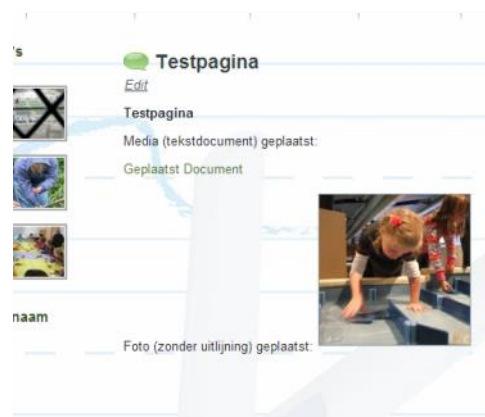 's
Testpagina
Edit
Testpagina
Media (tekstdocument) geplaatst:
Geplaatst Document
naam
Foto (zonder uitlijning) geplaatst: